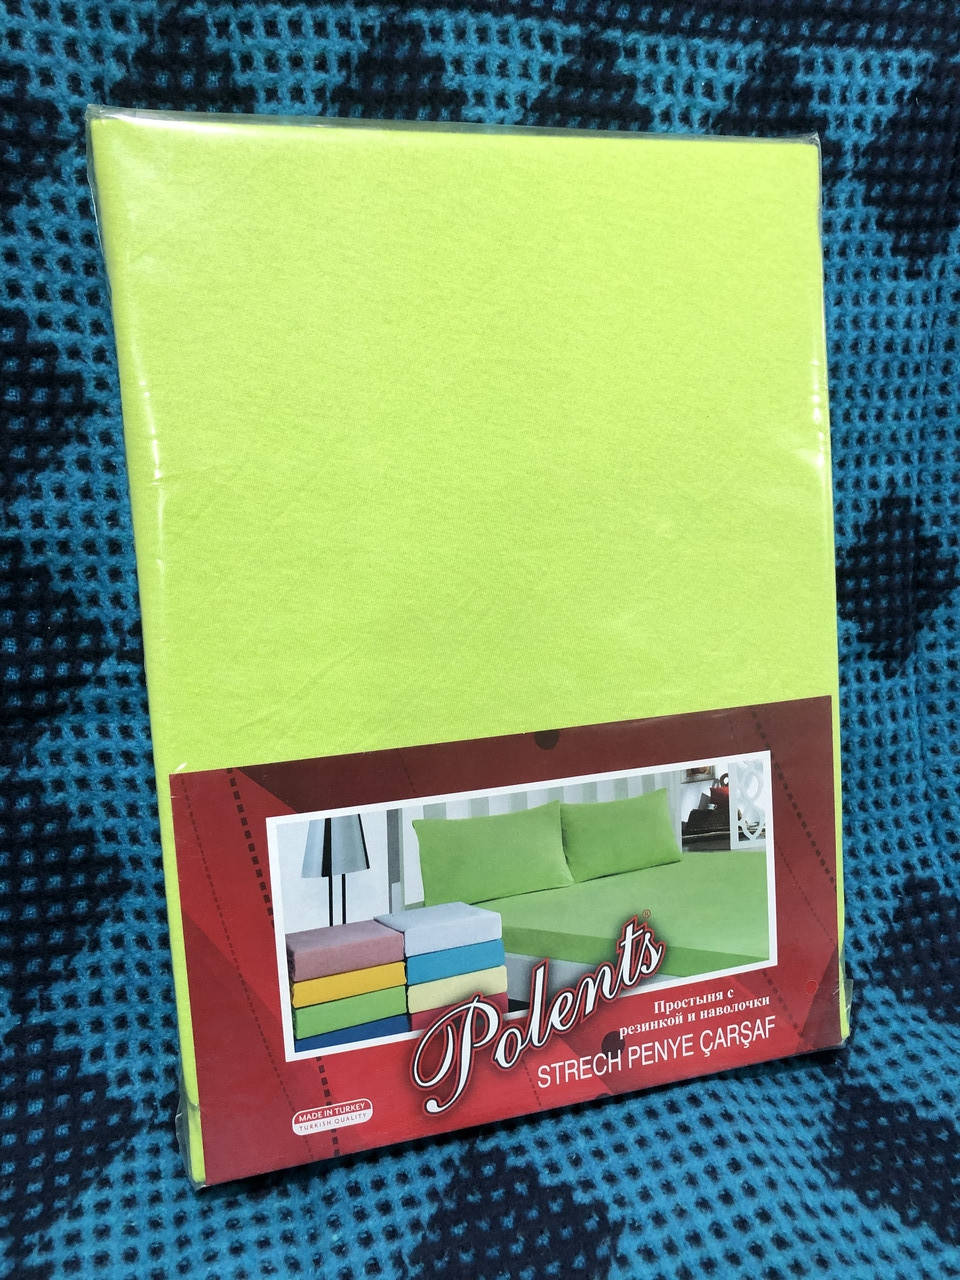 Polents®
Простыня с
резинкой и наволочки
STRECH PENYE ÇARŞAF
MADE IN TURKEY
TURKISH QUALITY